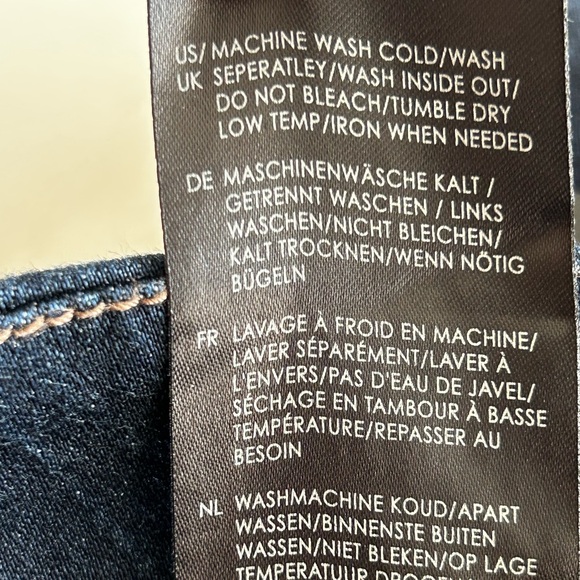 US/ MACHINE WASH COLD/WASH
UK SEPERATLEY/WASH INSIDE OUT/
DO NOT BLEACH/TUMBLE DRY
LOW TEMP/IRON WHEN NEEDED
DE MASCHINENWÄSCHE KALT /
GETRENNT WASCHEN / LINKS
WASCHEN/NICHT BLEICHEN/
KALT TROCKNEN/WENN NÖTIG
BÜGELN
FR LAVAGE À FROID EN MACHINE/
LAVER SÉPARÉMENT/LAVER À
L'ENVERS/PAS D'EAU DE JAVEL/
SÉCHAGE EN TAMBOUR À BASSE
TEMPÉRATURE/REPASSER AU
BESOIN
NL WASHMACHINE KOUD/APART
WASSEN/BINNENSTE BUITEN
WASSEN/NIET BLEKEN/OP LAGE
TEMPERATUUR